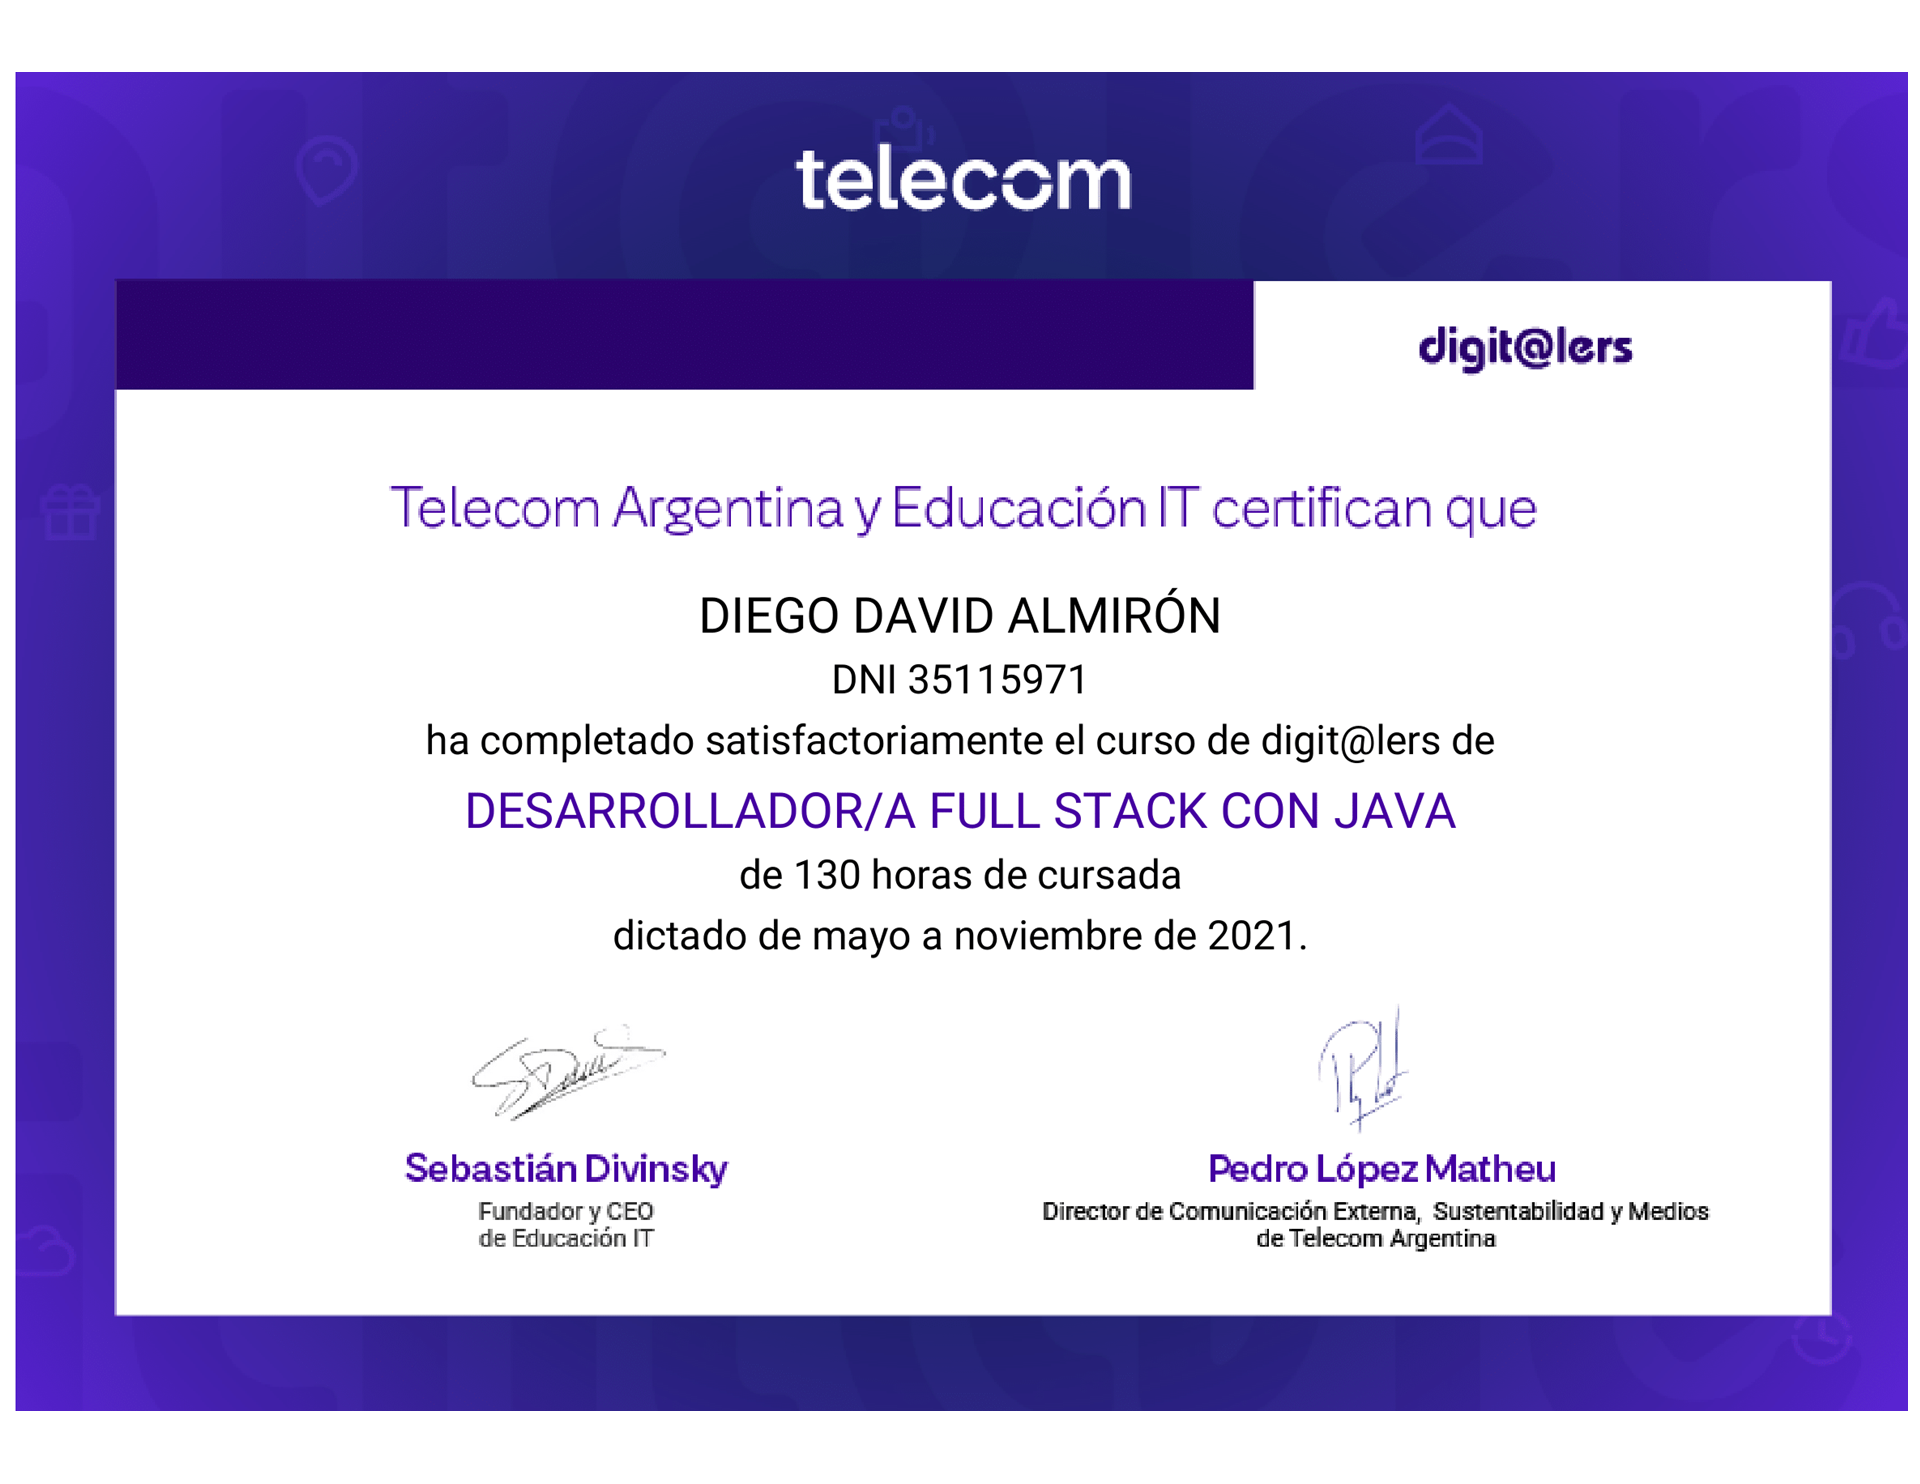 telecom
digit@lers
Telecom Argentina y Educación IT certifican que
DIEGO DAVID ALMIRÓN
DNI 35115971
ha completado satisfactoriamente el curso de digit@lers de
DESARROLLADOR/A FULL STACK CON JAVA
de 130 horas de cursada
dictado de mayo a noviembre de 2021.
Sebastián Divinsky
Fundador y CEO
de Educación IT
Pedro López Matheu
Director de Comunicación Externa, Sustentabilidad y Medios
de Telecom Argentina